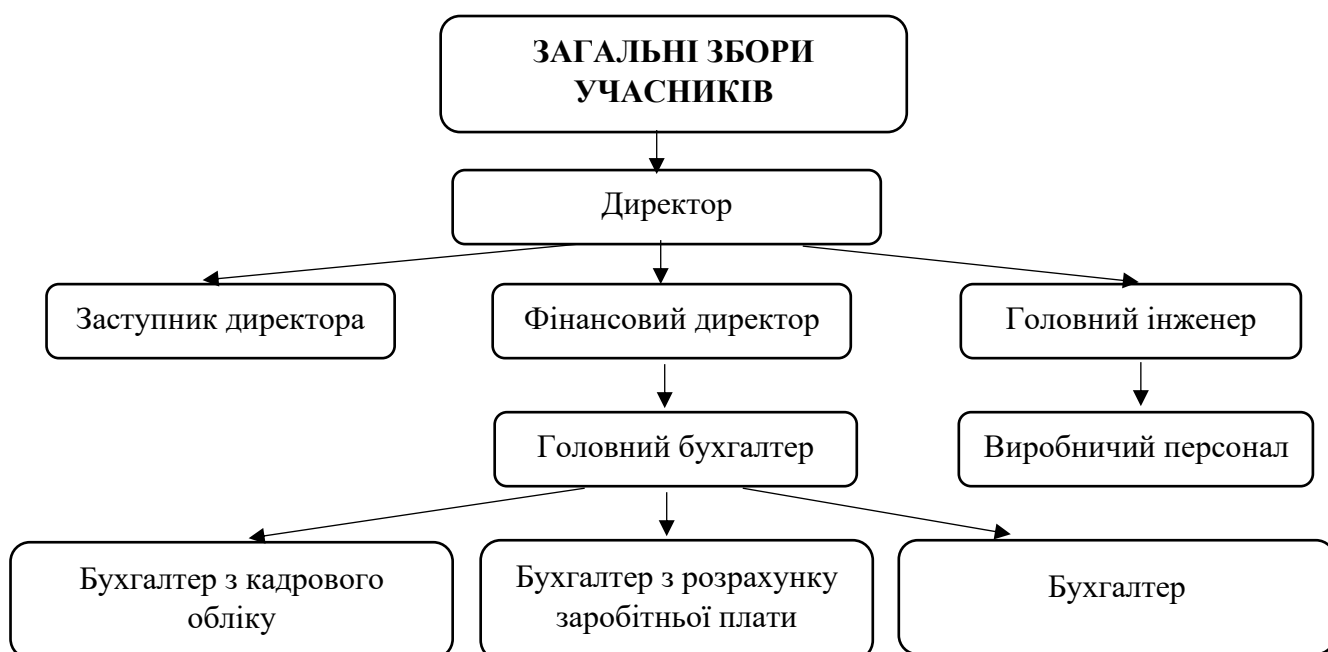 ЗАГАЛЬНІ ЗБОРИ
УЧАСНИКІВ
Директор
Заступник директора
Фінансовий директор
Головний інженер
Головний бухгалтер
Виробничий персонал
Бухгалтер з кадрового
обліку
Бухгалтер з розрахунку
заробітньої плати
Бухгалтер